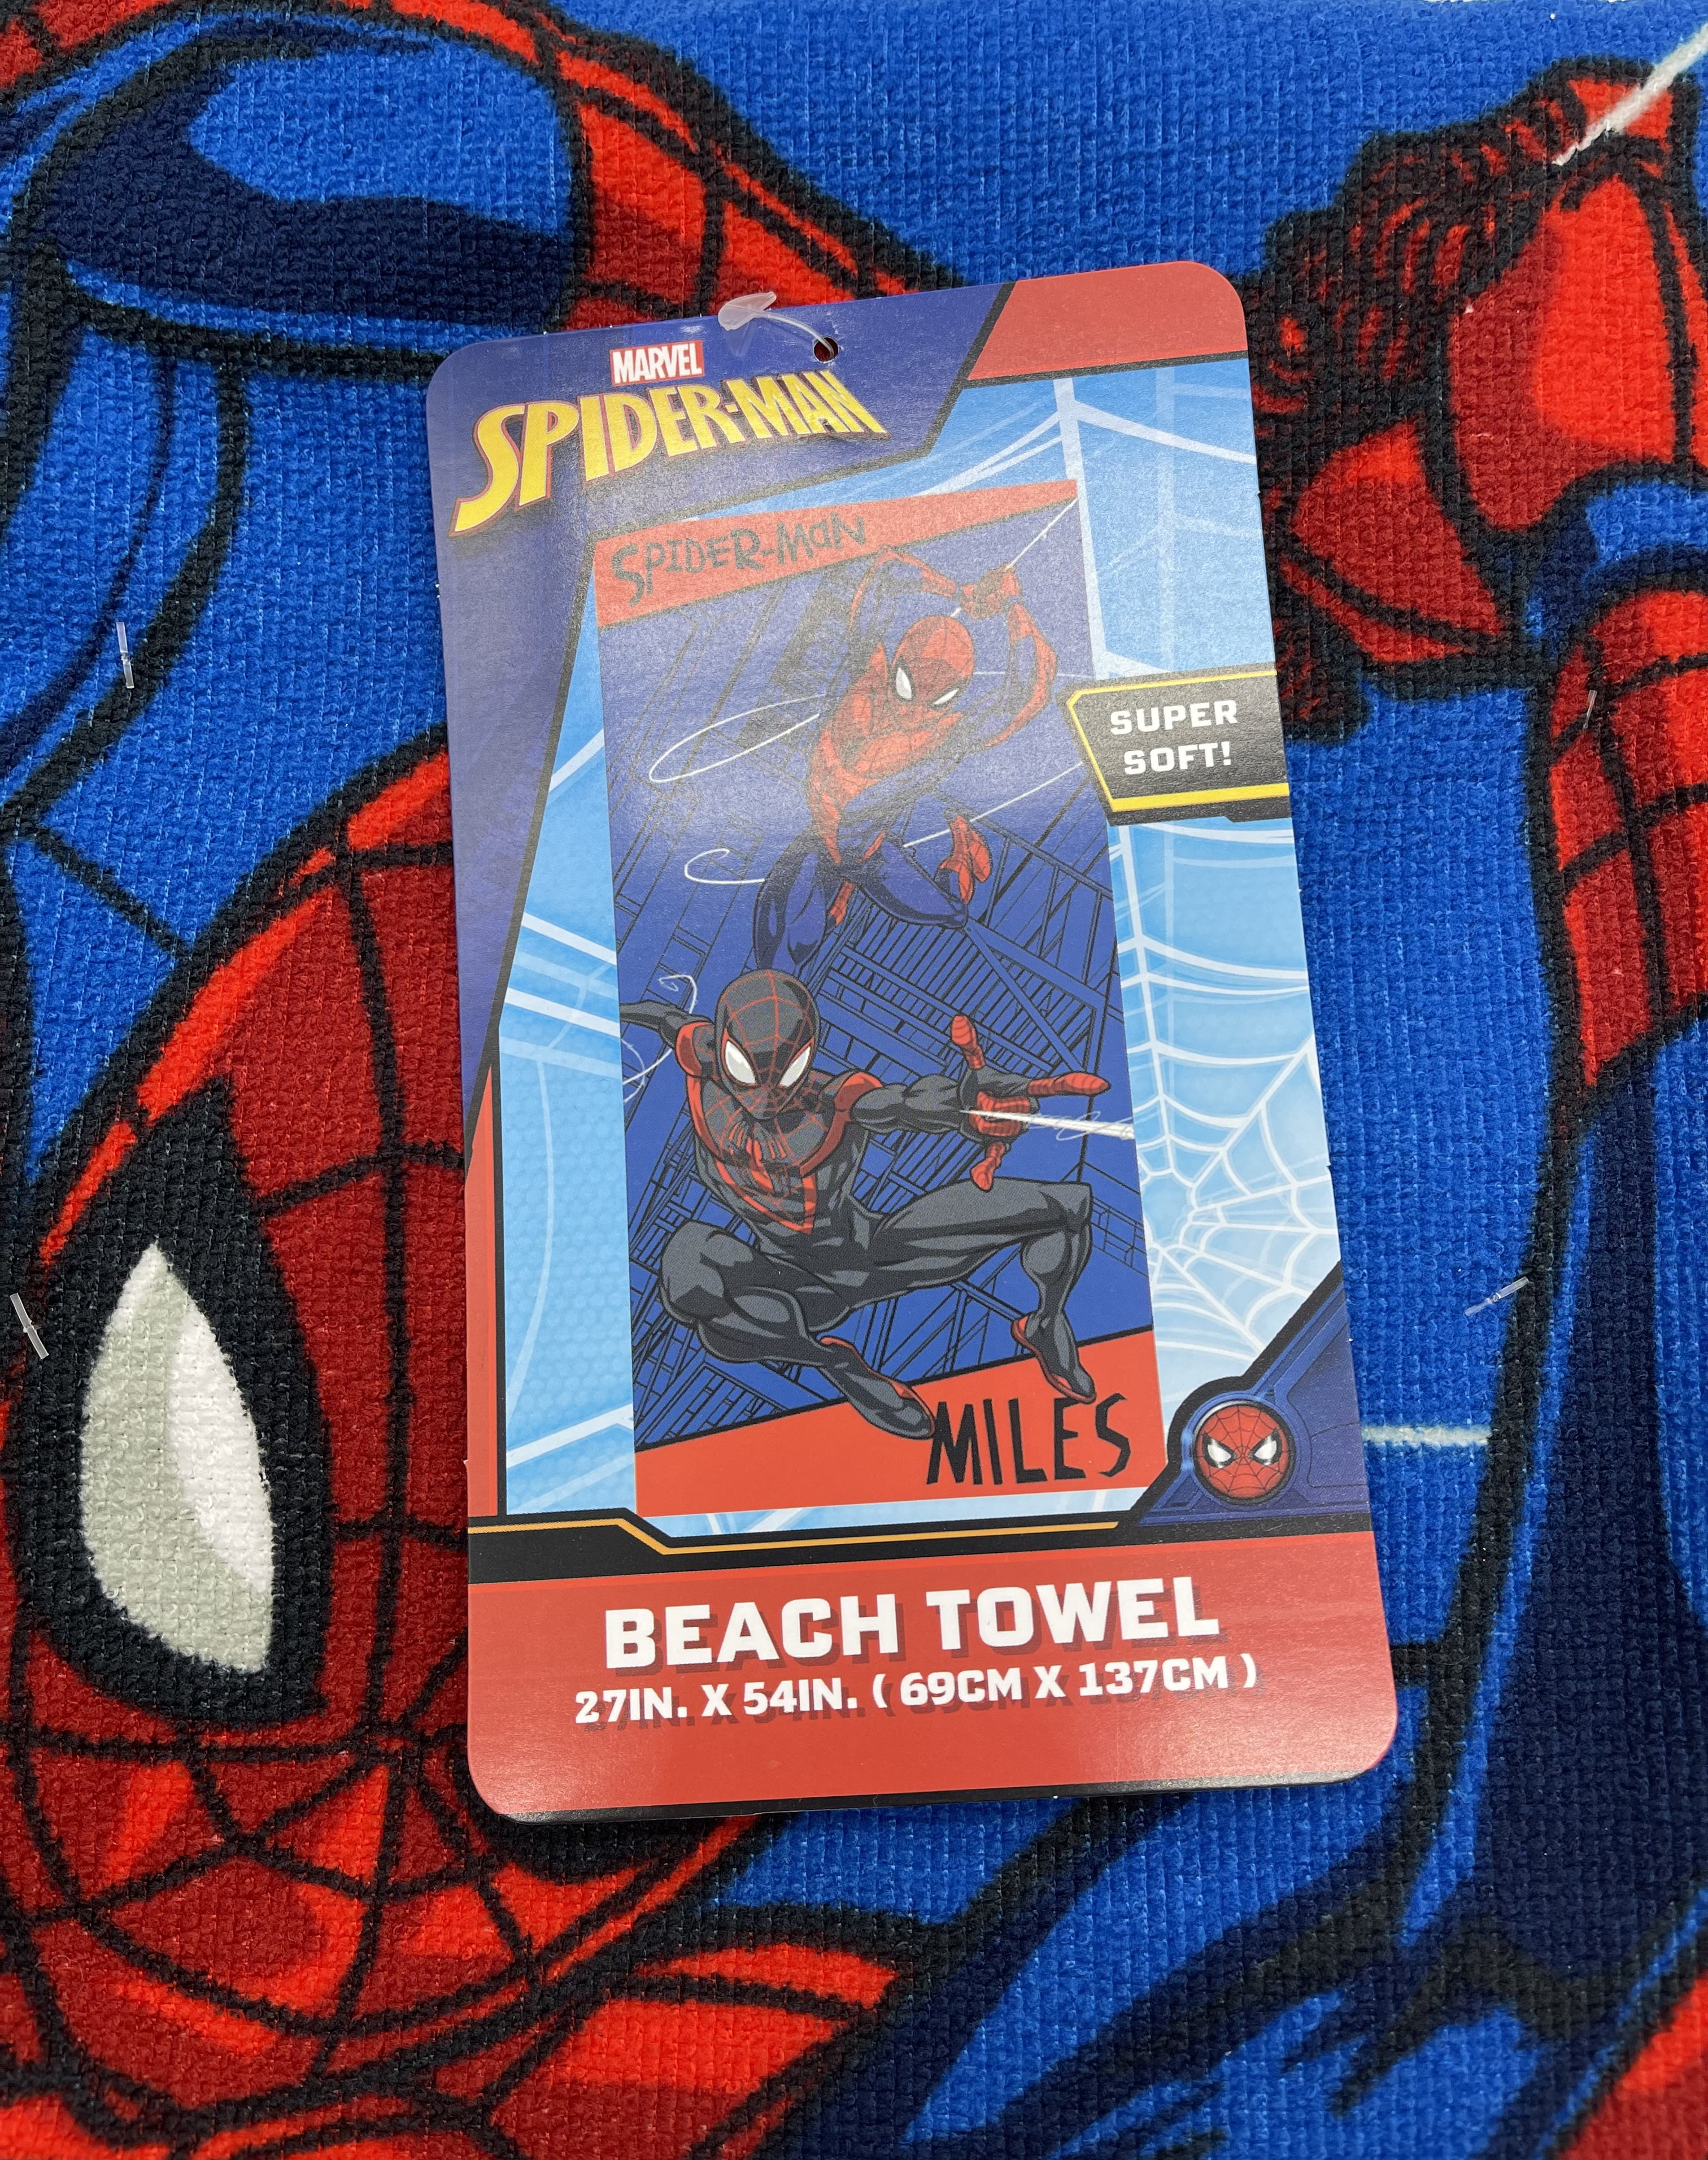 MARVEL
SPIDER-MAN
SPIDER-MAN
SUPER
SOFT!
MILES
BEACH TOWEL
27IN. X 54IN. ( 69CM X 137CM )